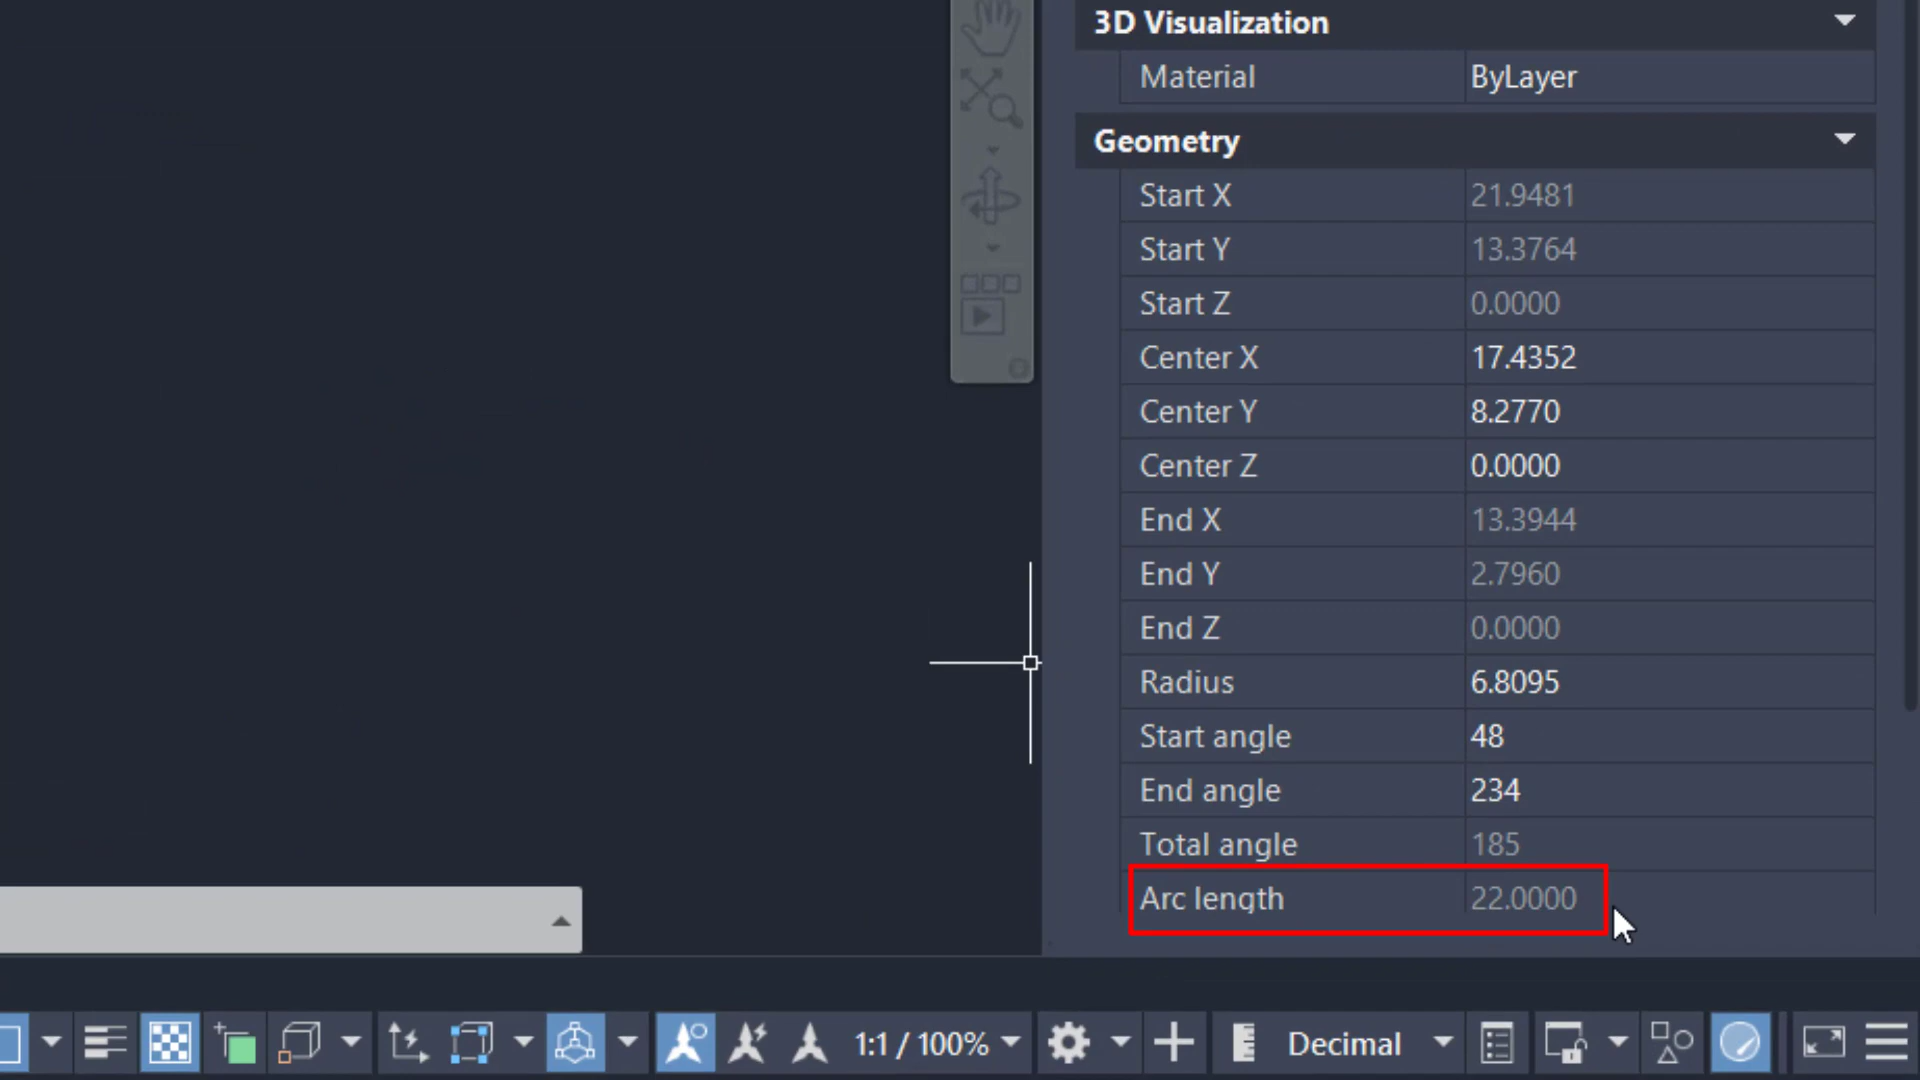 3D Visualization
Material ByLayer
Geometry
Start X 21.9481
Start Y 13.3764
Start Z 0.0000
Center X 17.4352
Center Y 8.2770
Center Z 0.0000
End X 13.3944
End Y 2.7960
End Z 0.0000
Radius 6.8095
Start angle 48
End angle 234
Total angle 185
Arc length 22.0000
1:1 / 100% Decimal